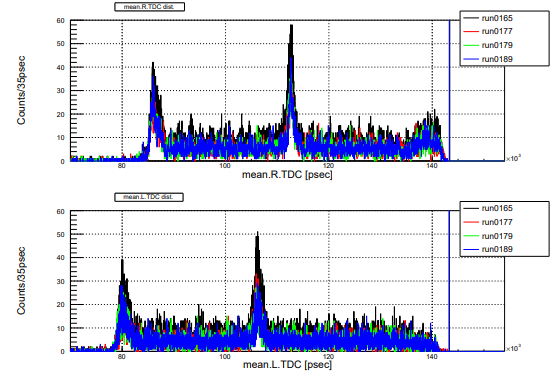 mean.R.TDC dist.
Counts/35psec
60
50
40
30
20
10
0
80
100
120
140
×10³
mean.R.TDC [psec]
run0165
run0177
run0179
run0189
mean.L.TDC dist.
Counts/35psec
60
50
40
30
20
10
0
80
100
120
140
×10³
mean.L.TDC [psec]
run0165
run0177
run0179
run0189